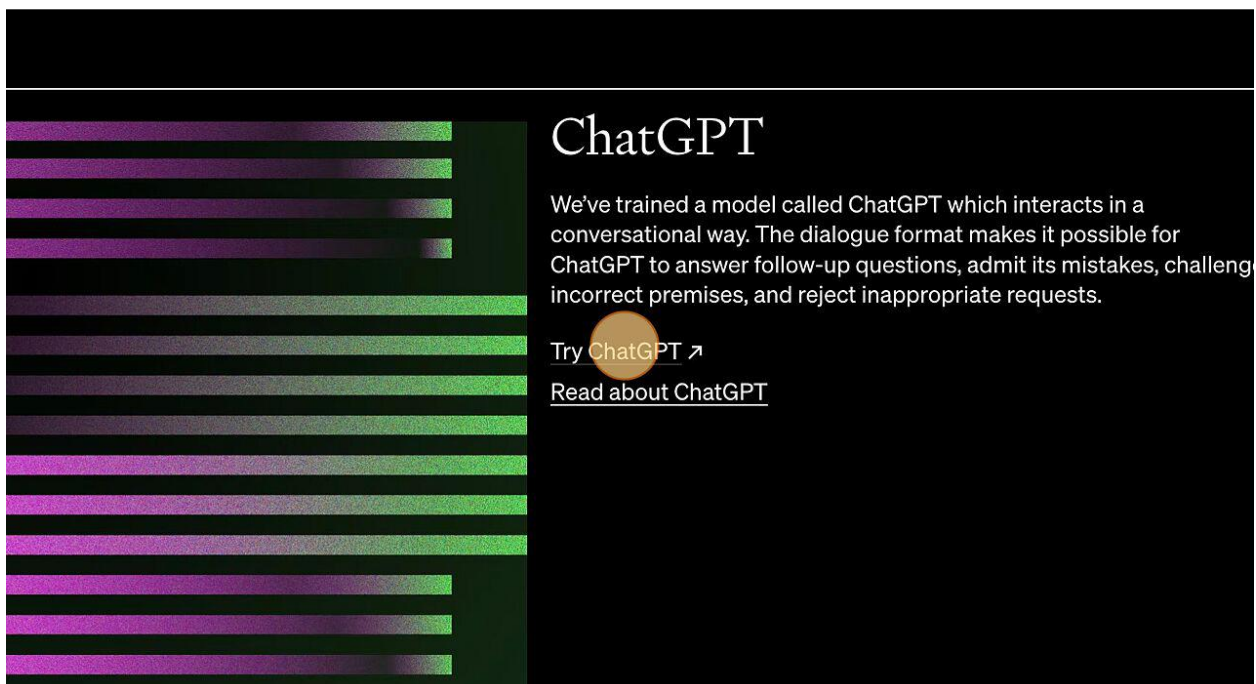 ChatGPT
We’ve trained a model called ChatGPT which interacts in a
conversational way. The dialogue format makes it possible for
ChatGPT to answer follow-up questions, admit its mistakes, challenge
incorrect premises, and reject inappropriate requests.
Try ChatGPT ↗
Read about ChatGPT